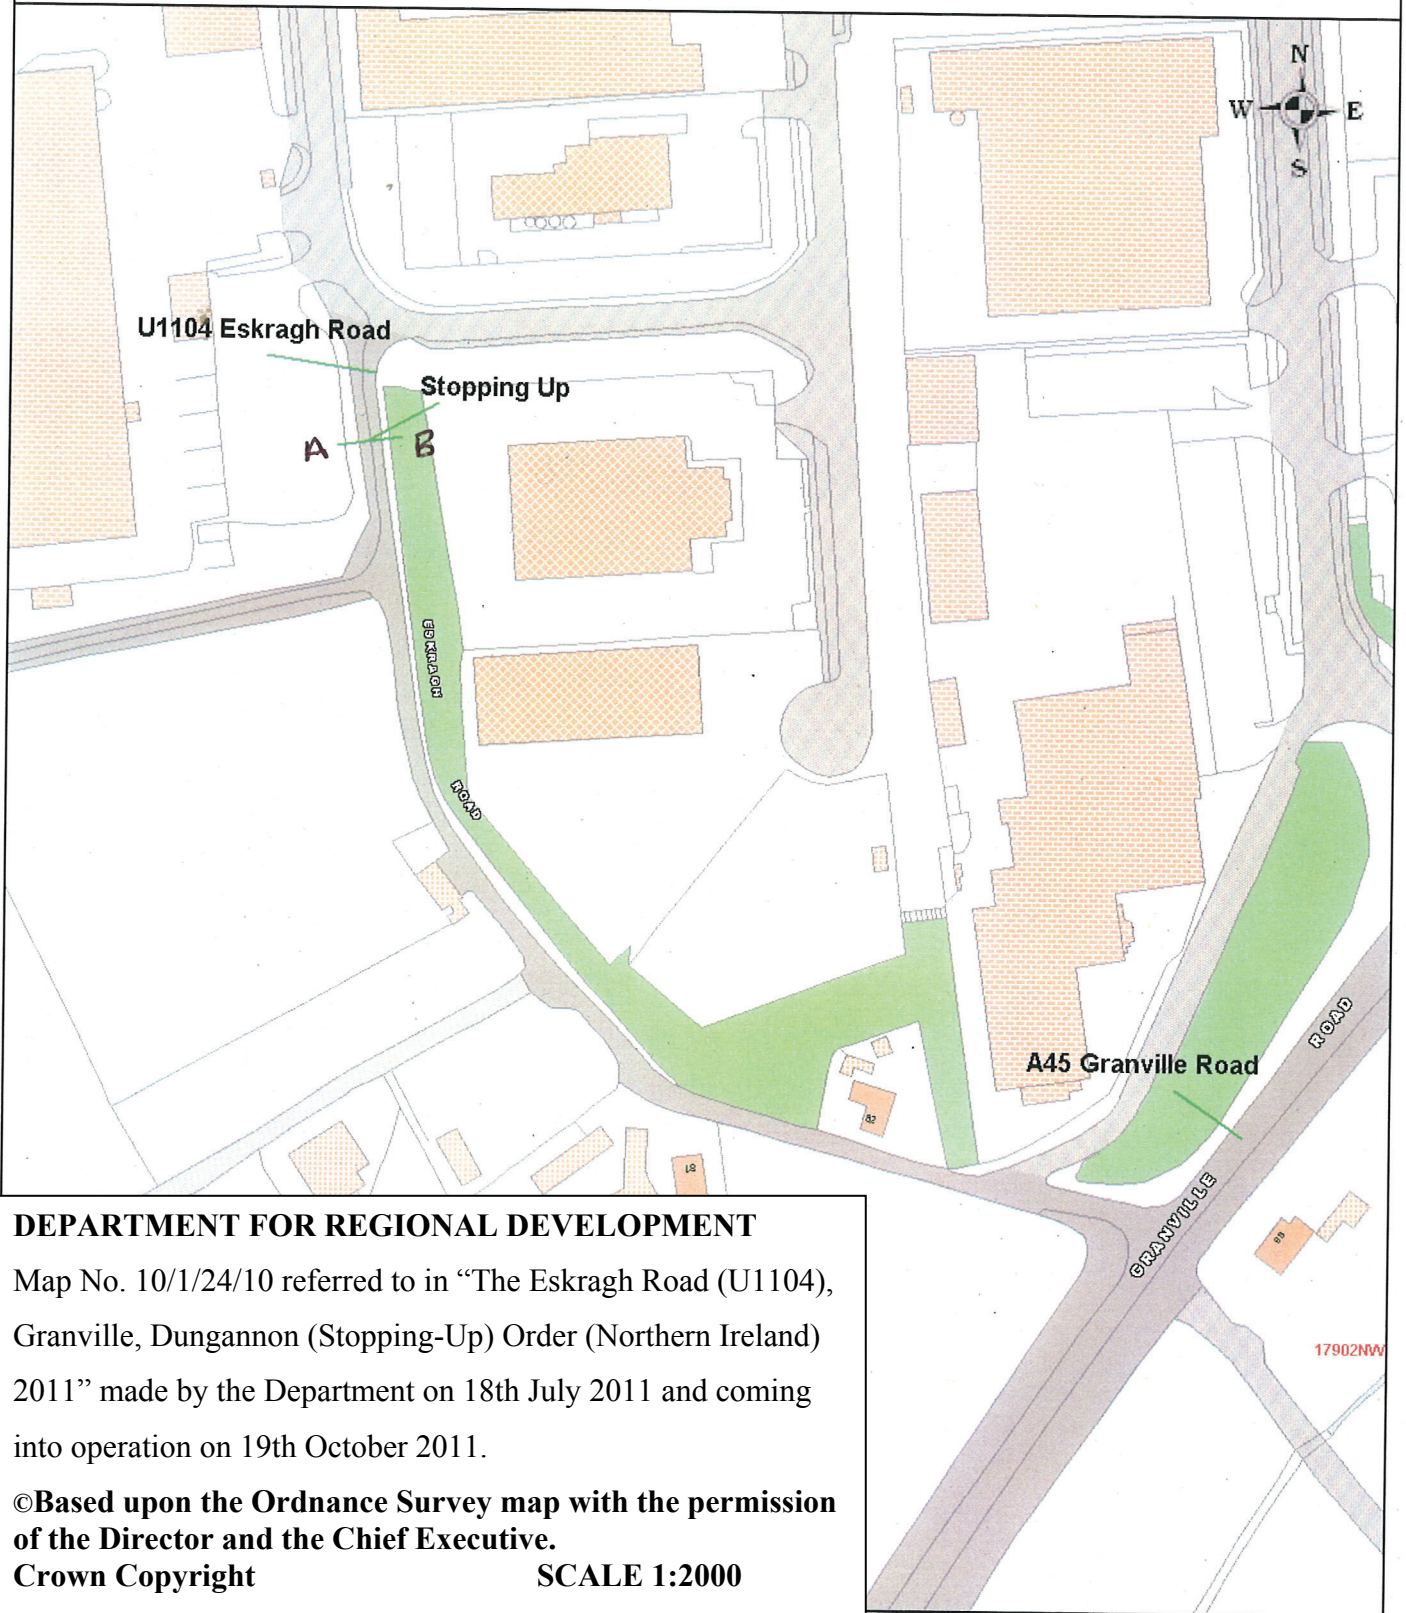 N
W E
S
U1104 Eskragh Road
Stopping Up
A B
ESKRAGH
ROAD
ROAD
A45 Granville Road
82
81
GRANVILLE
88
17902NW
DEPARTMENT FOR REGIONAL DEVELOPMENT
Map No. 10/1/24/10 referred to in “The Eskragh Road (U1104),
Granville, Dungannon (Stopping-Up) Order (Northern Ireland)
2011” made by the Department on 18th July 2011 and coming
into operation on 19th October 2011.
©Based upon the Ordnance Survey map with the permission
of the Director and the Chief Executive.
Crown Copyright SCALE 1:2000